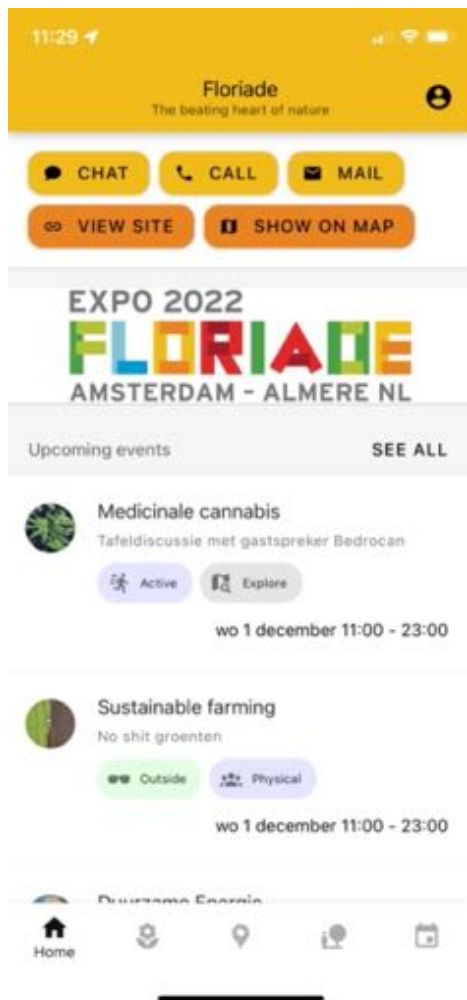 11:29
Floriade
The beating heart of nature
CHAT
CALL
MAIL
VIEW SITE
SHOW ON MAP
EXPO 2022
FLORIADE
AMSTERDAM - ALMERE NL
Upcoming events
SEE ALL
Medicinale cannabis
Tafeldiscussie met gastspreker Bedrocan
Active
Explore
wo 1 december 11:00 - 23:00
Sustainable farming
No shit groenten
Outside
Physical
wo 1 december 11:00 - 23:00
Duurzame Energie
Home